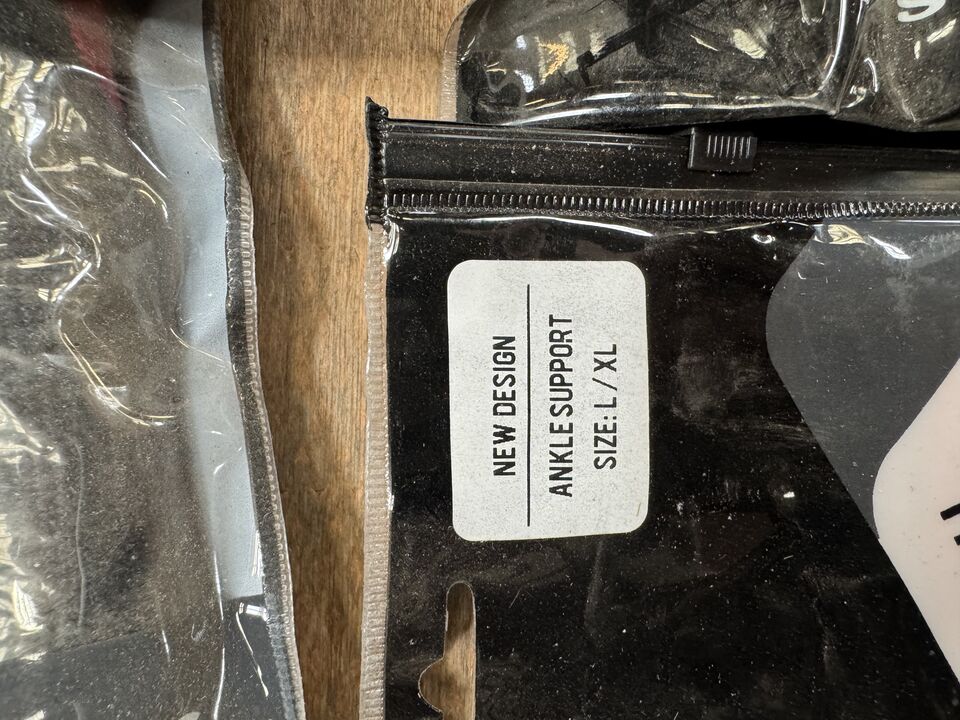 NEW DESIGN
ANKLE SUPPORT
SIZE: L / XL